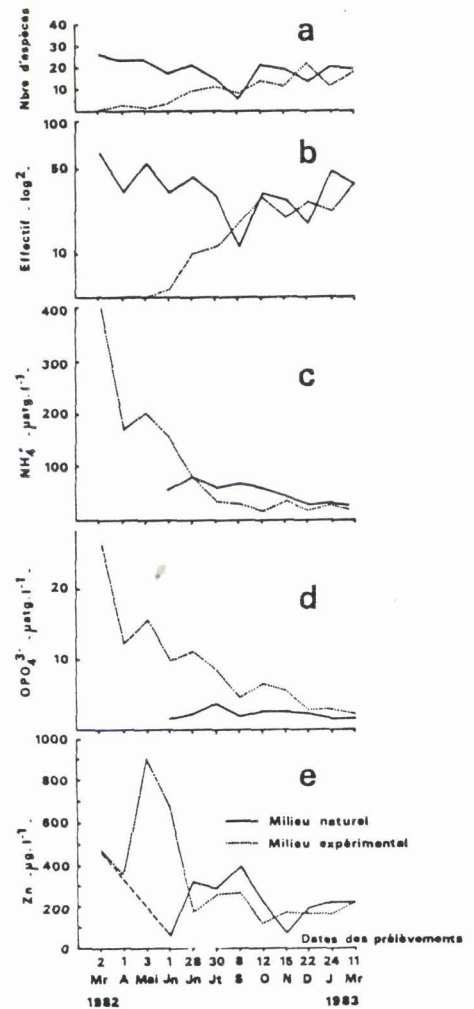 a
Nbre d'espèces
40
30
20
10
b
Effectif . log².
100
50
10
c
NH₄⁺ .µatg.l⁻¹.
400
300
200
100
d
OPO₄³⁻ .µatg.l⁻¹
20
10
e
Zn .µg.l⁻¹.
1000
800
600
400
200
0
Milieu naturel
Milieu expérimental
Dates des prélèvements
2 1 3 1 28 30 8 12 15 22 24 11
Mr A Mai Jn Jn Jt S O N D J Mr
1982 1983